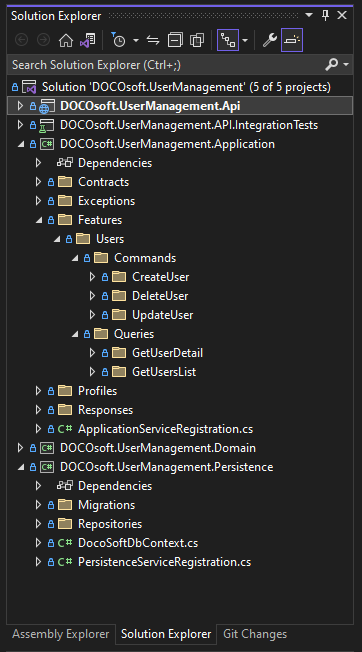 Solution Explorer
Search Solution Explorer (Ctrl+;)
Solution 'DOCOsoft.UserManagement' (5 of 5 projects)
DOCOsoft.UserManagement.Api
DOCOsoft.UserManagement.API.IntegrationTests
C# DOCOsoft.UserManagement.Application
Dependencies
Contracts
Exceptions
Features
Users
Commands
CreateUser
DeleteUser
UpdateUser
Queries
GetUserDetail
GetUsersList
Profiles
Responses
C# ApplicationServiceRegistration.cs
C# DOCOsoft.UserManagement.Domain
C# DOCOsoft.UserManagement.Persistence
Dependencies
Migrations
Repositories
C# DocoSoftDbContext.cs
C# PersistenceServiceRegistration.cs
Assembly Explorer Solution Explorer Git Changes